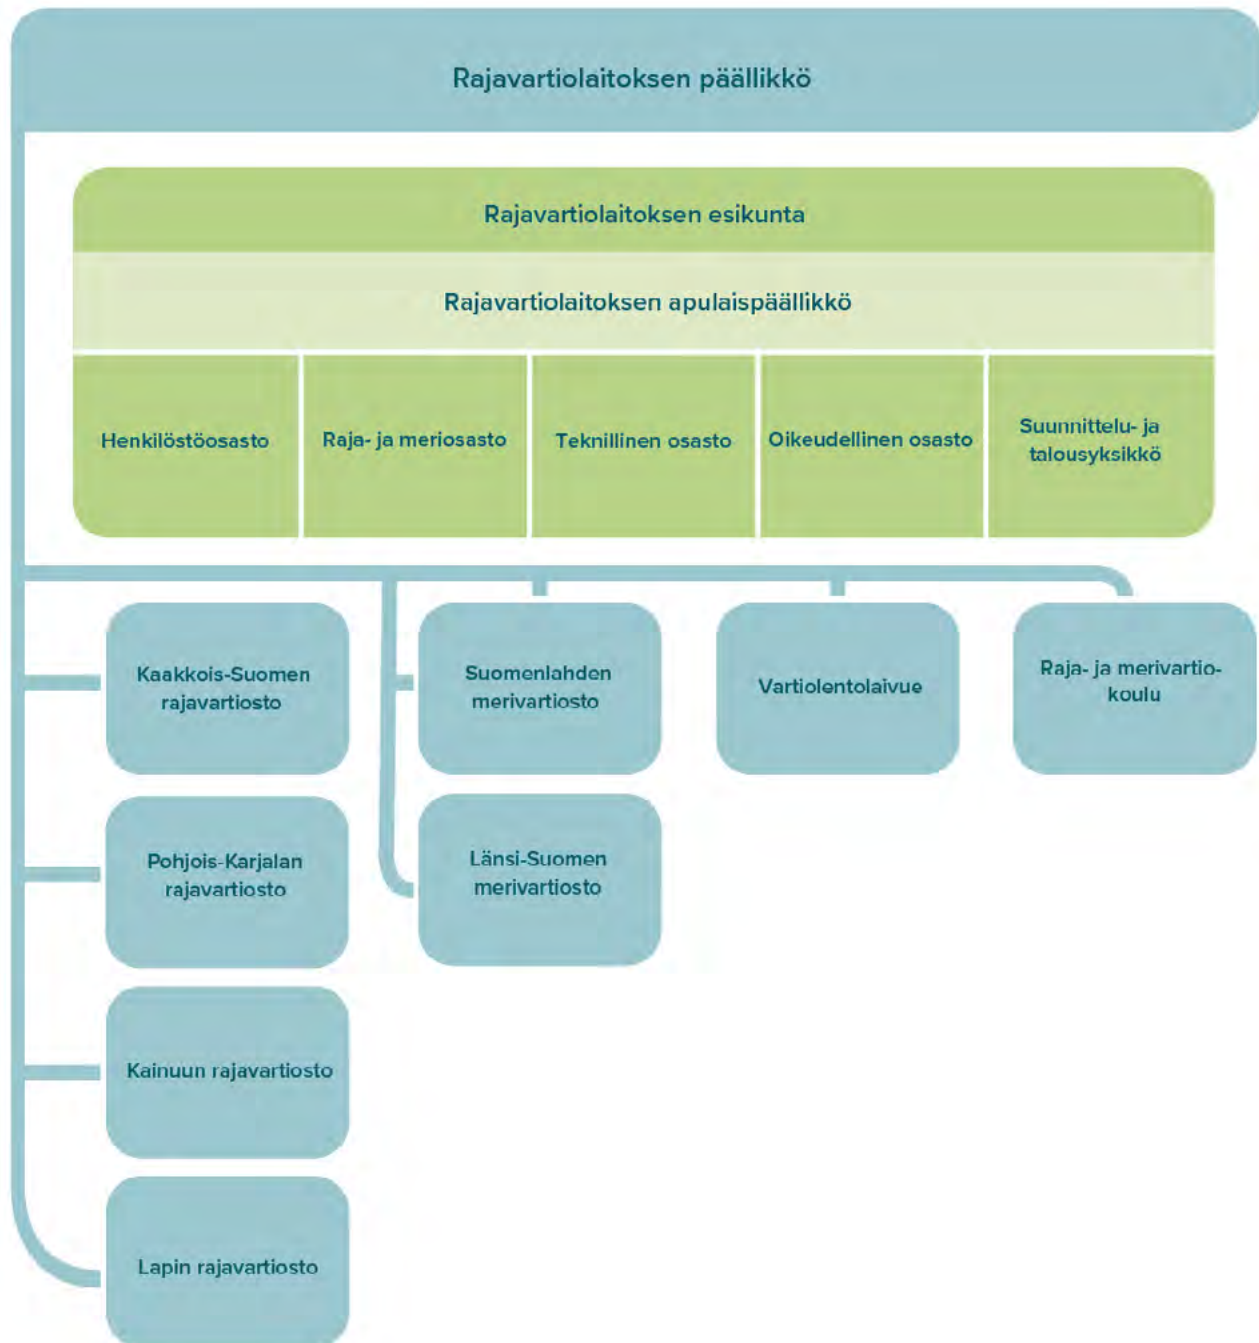 Rajavartiolaitoksen päällikkö
Rajavartiolaitoksen esikunta
Rajavartiolaitoksen apulaispäällikkö
Henkilöstöosasto
Raja- ja meriosasto
Teknillinen osasto
Oikeudellinen osasto
Suunnittelu- ja
talousyksikkö
Kaakkois-Suomen
rajavartiosto
Suomenlahden
merivartiosto
Vartiolentolaivue
Raja- ja merivartio-
koulu
Pohjois-Karjalan
rajavartiosto
Länsi-Suomen
merivartiosto
Kainuun rajavartiosto
Lapin rajavartiosto